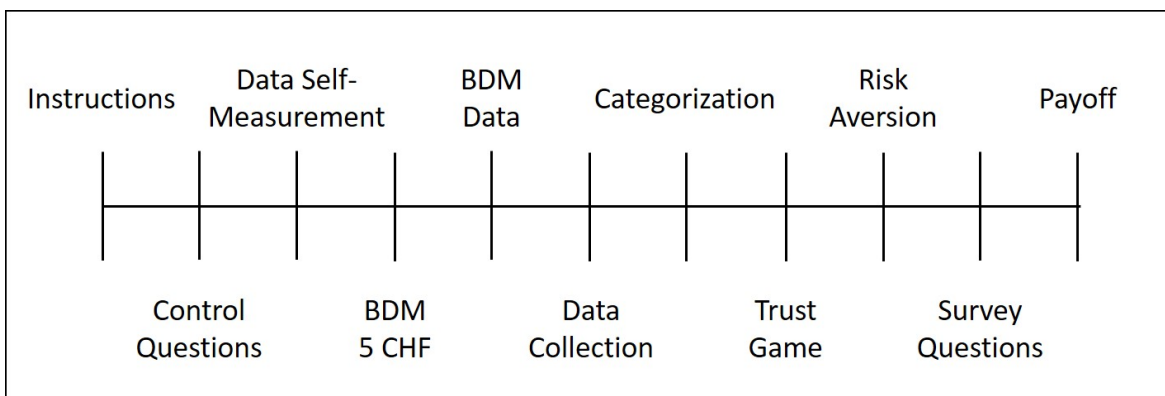 Instructions
Data Self-
Measurement
BDM
Data
Categorization
Risk
Aversion
Payoff
Control
Questions
BDM
5 CHF
Data
Collection
Trust
Game
Survey
Questions